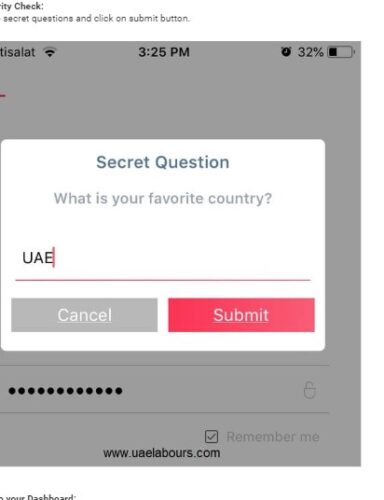 rity Check:
secret questions and click on submit button.
tisalat 3:25 PM 32%
Secret Question
What is your favorite country?
UAE
Cancel Submit
Remember me
www.uaelabours.com
o your Dashboard: